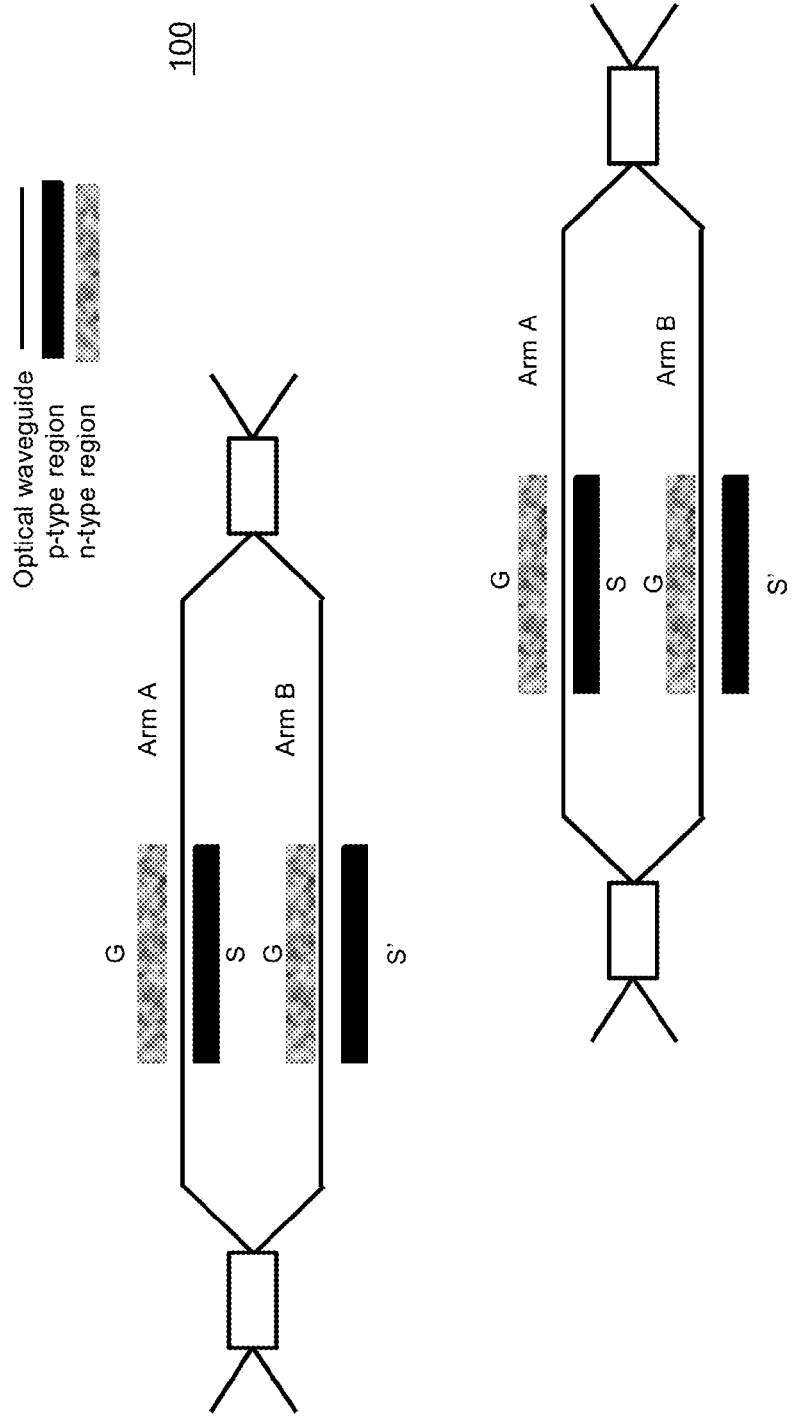 Optical waveguide
p-type region
n-type region
100
G
Arm A
S
G
Arm B
S'
G
Arm A
S
G
Arm B
S'